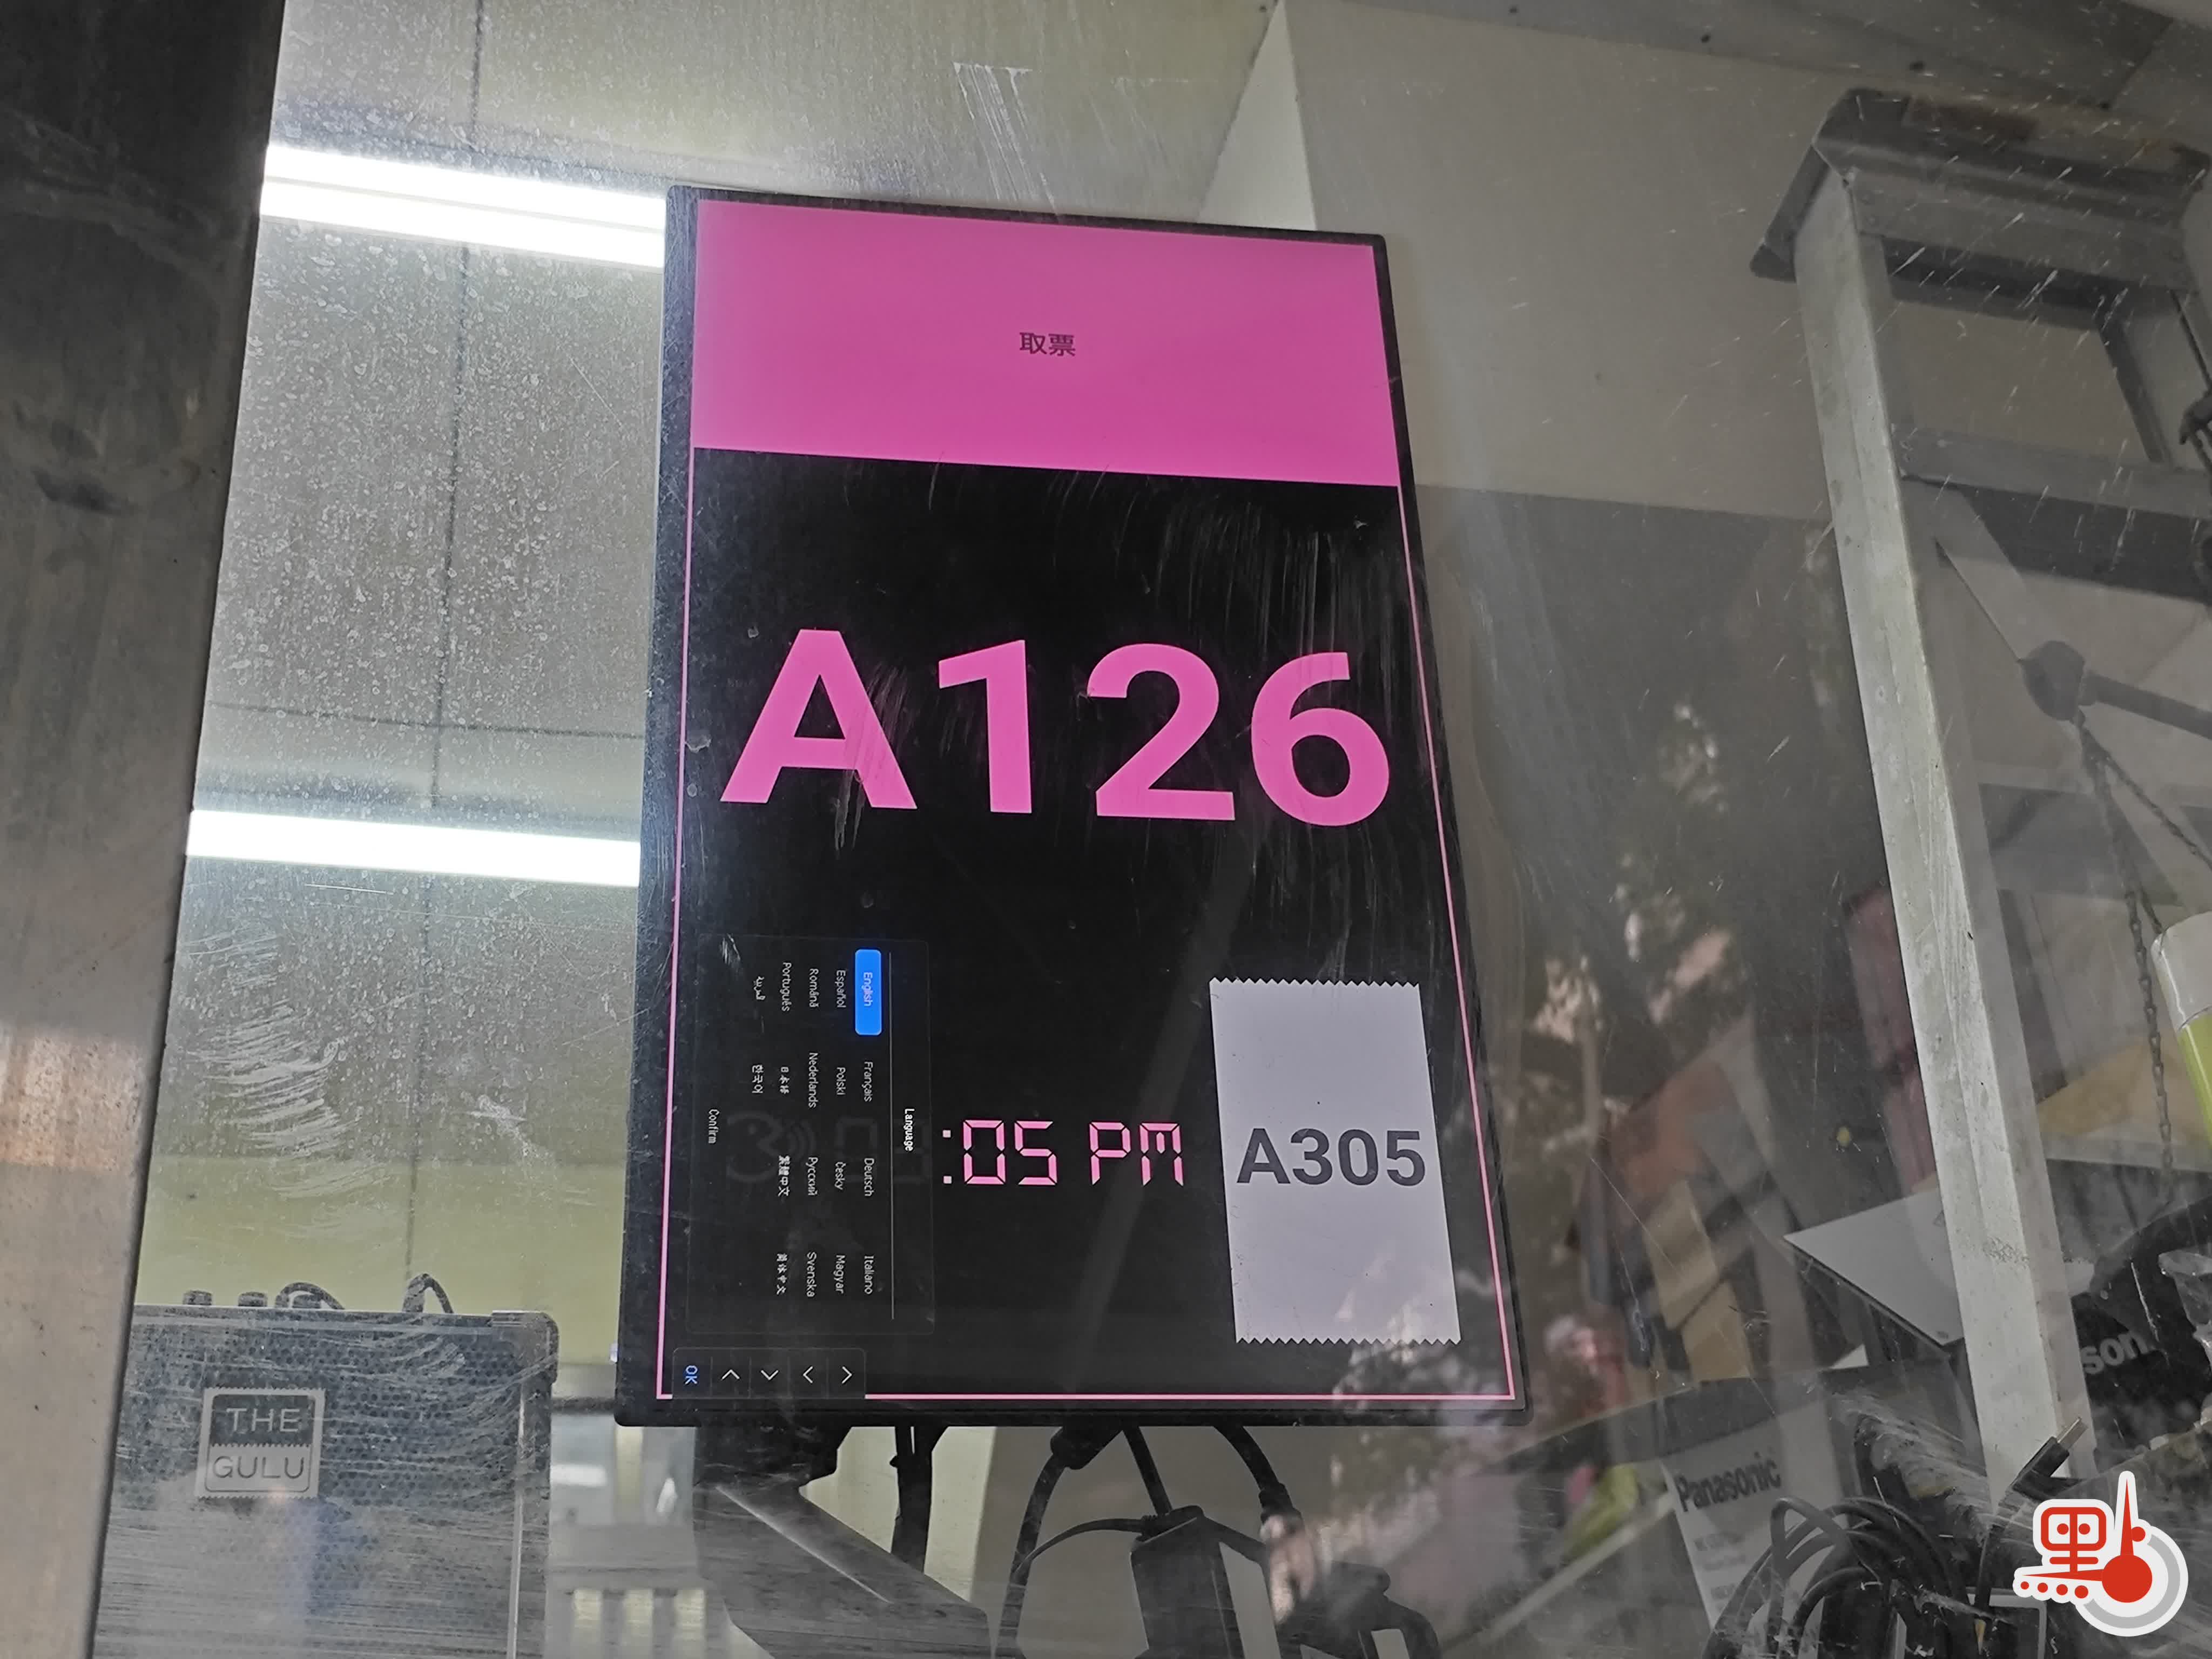 取票
A126
:05 PM
A305
Language
English Français Deutsch Italiano
Español Polski Česky Magyar
Română Nederlands Русский Svenska
Português 日本語 繁體中文 简体中文
العربية 한국어
Confirm
OK
THE
GULU
Panasonic
son